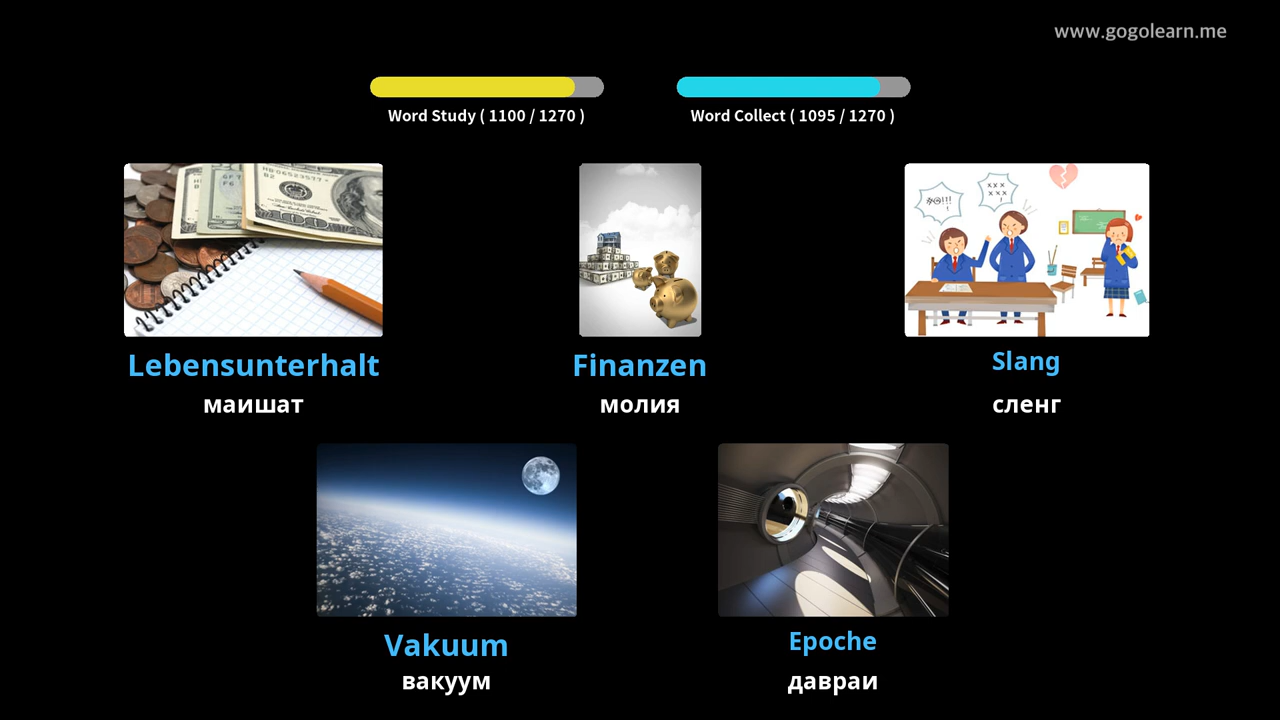 www.gogolearn.me
Word Study ( 1100 / 1270 )
Word Collect ( 1095 / 1270 )
Lebensunterhalt
маишат
Finanzen
молия
Slang
сленг
Vakuum
вакуум
Epoche
давраи